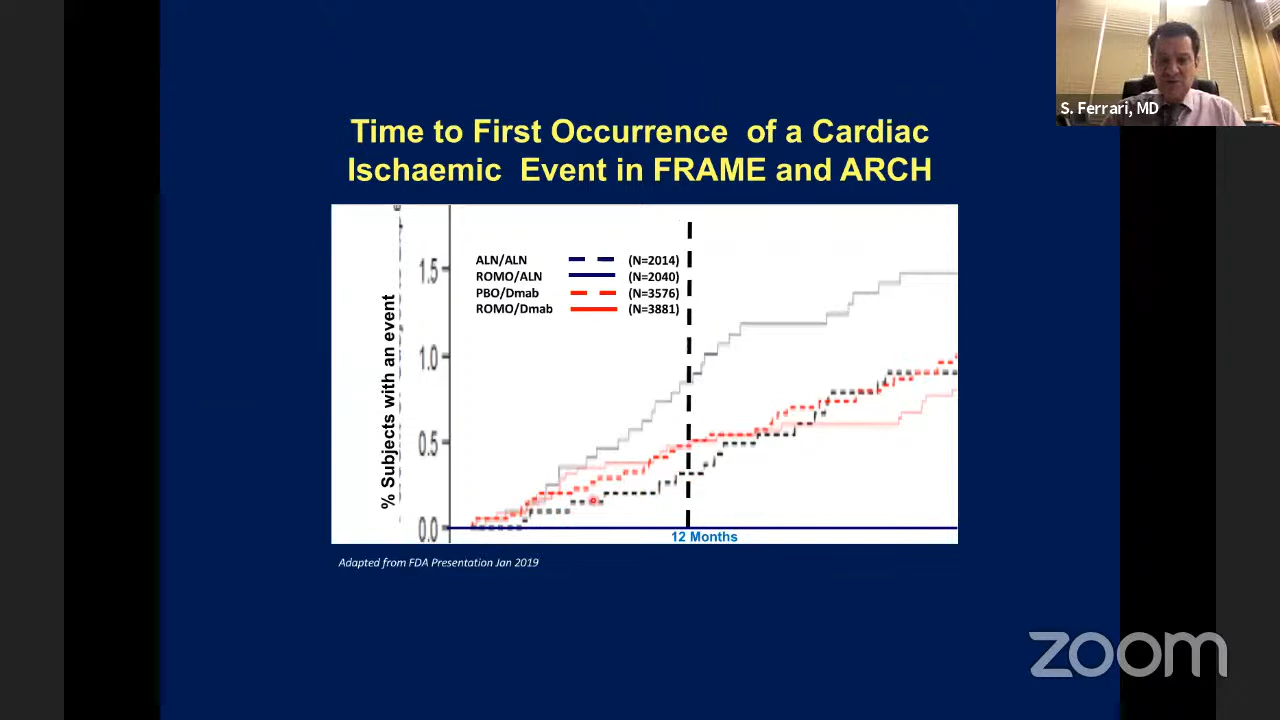 S. Ferrari, MD
Time to First Occurrence of a Cardiac
Ischaemic Event in FRAME and ARCH
% Subjects with an event
1.5
1.0
0.5
0.0
ALN/ALN (N=2014)
ROMO/ALN (N=2040)
PBO/Dmab (N=3576)
ROMO/Dmab (N=3881)
12 Months
Adapted from FDA Presentation Jan 2019
zoom